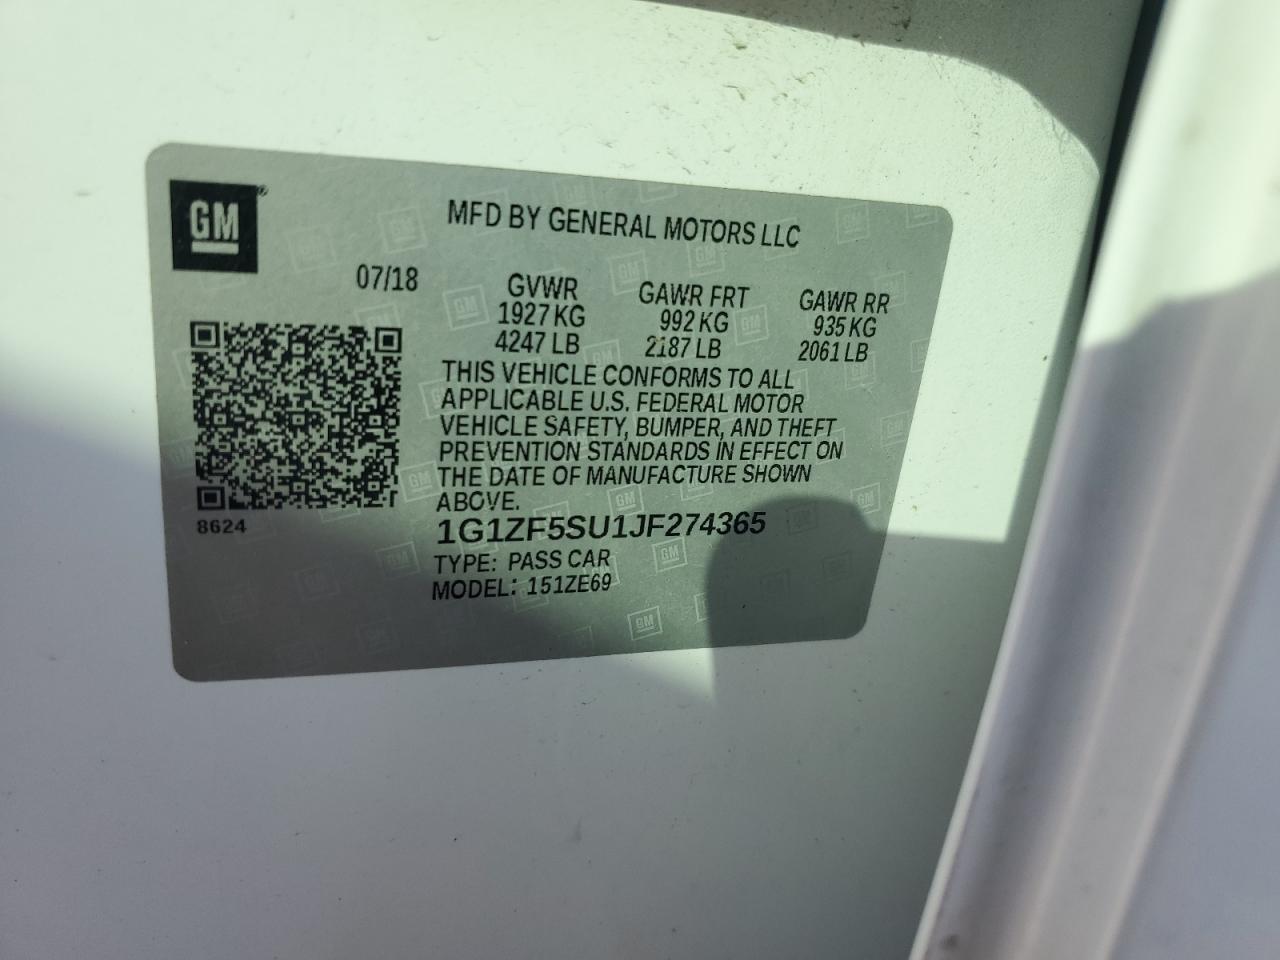 GM
MFD BY GENERAL MOTORS LLC
07/18
GVWR GAWR FRT GAWR RR
1927 KG 992 KG 935 KG
4247 LB 2187 LB 2061 LB
THIS VEHICLE CONFORMS TO ALL
APPLICABLE U.S. FEDERAL MOTOR
VEHICLE SAFETY, BUMPER, AND THEFT
PREVENTION STANDARDS IN EFFECT ON
THE DATE OF MANUFACTURE SHOWN
ABOVE.
8624
1G1ZF5SU1JF274365
TYPE: PASS CAR
MODEL: 151ZE69